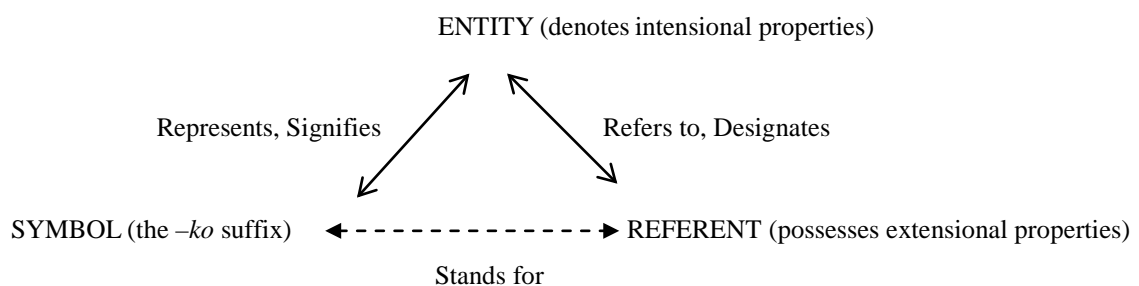 ENTITY (denotes intensional properties)
Represents, Signifies
Refers to, Designates
SYMBOL (the –ko suffix)
REFERENT (possesses extensional properties)
Stands for